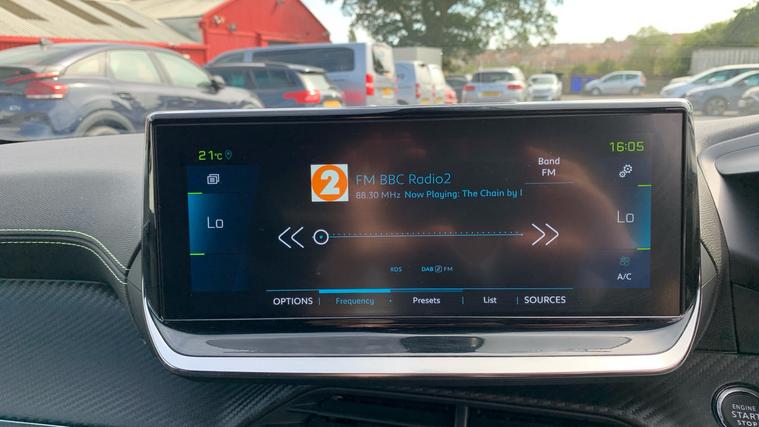 21°C
16:05
Lo
2
FM BBC Radio2
88.30 MHz Now Playing: The Chain by
Band
FM
Lo
RDS
DAB FM
A/C
OPTIONS Frequency Presets List SOURCES
ENGINE
START
STOP